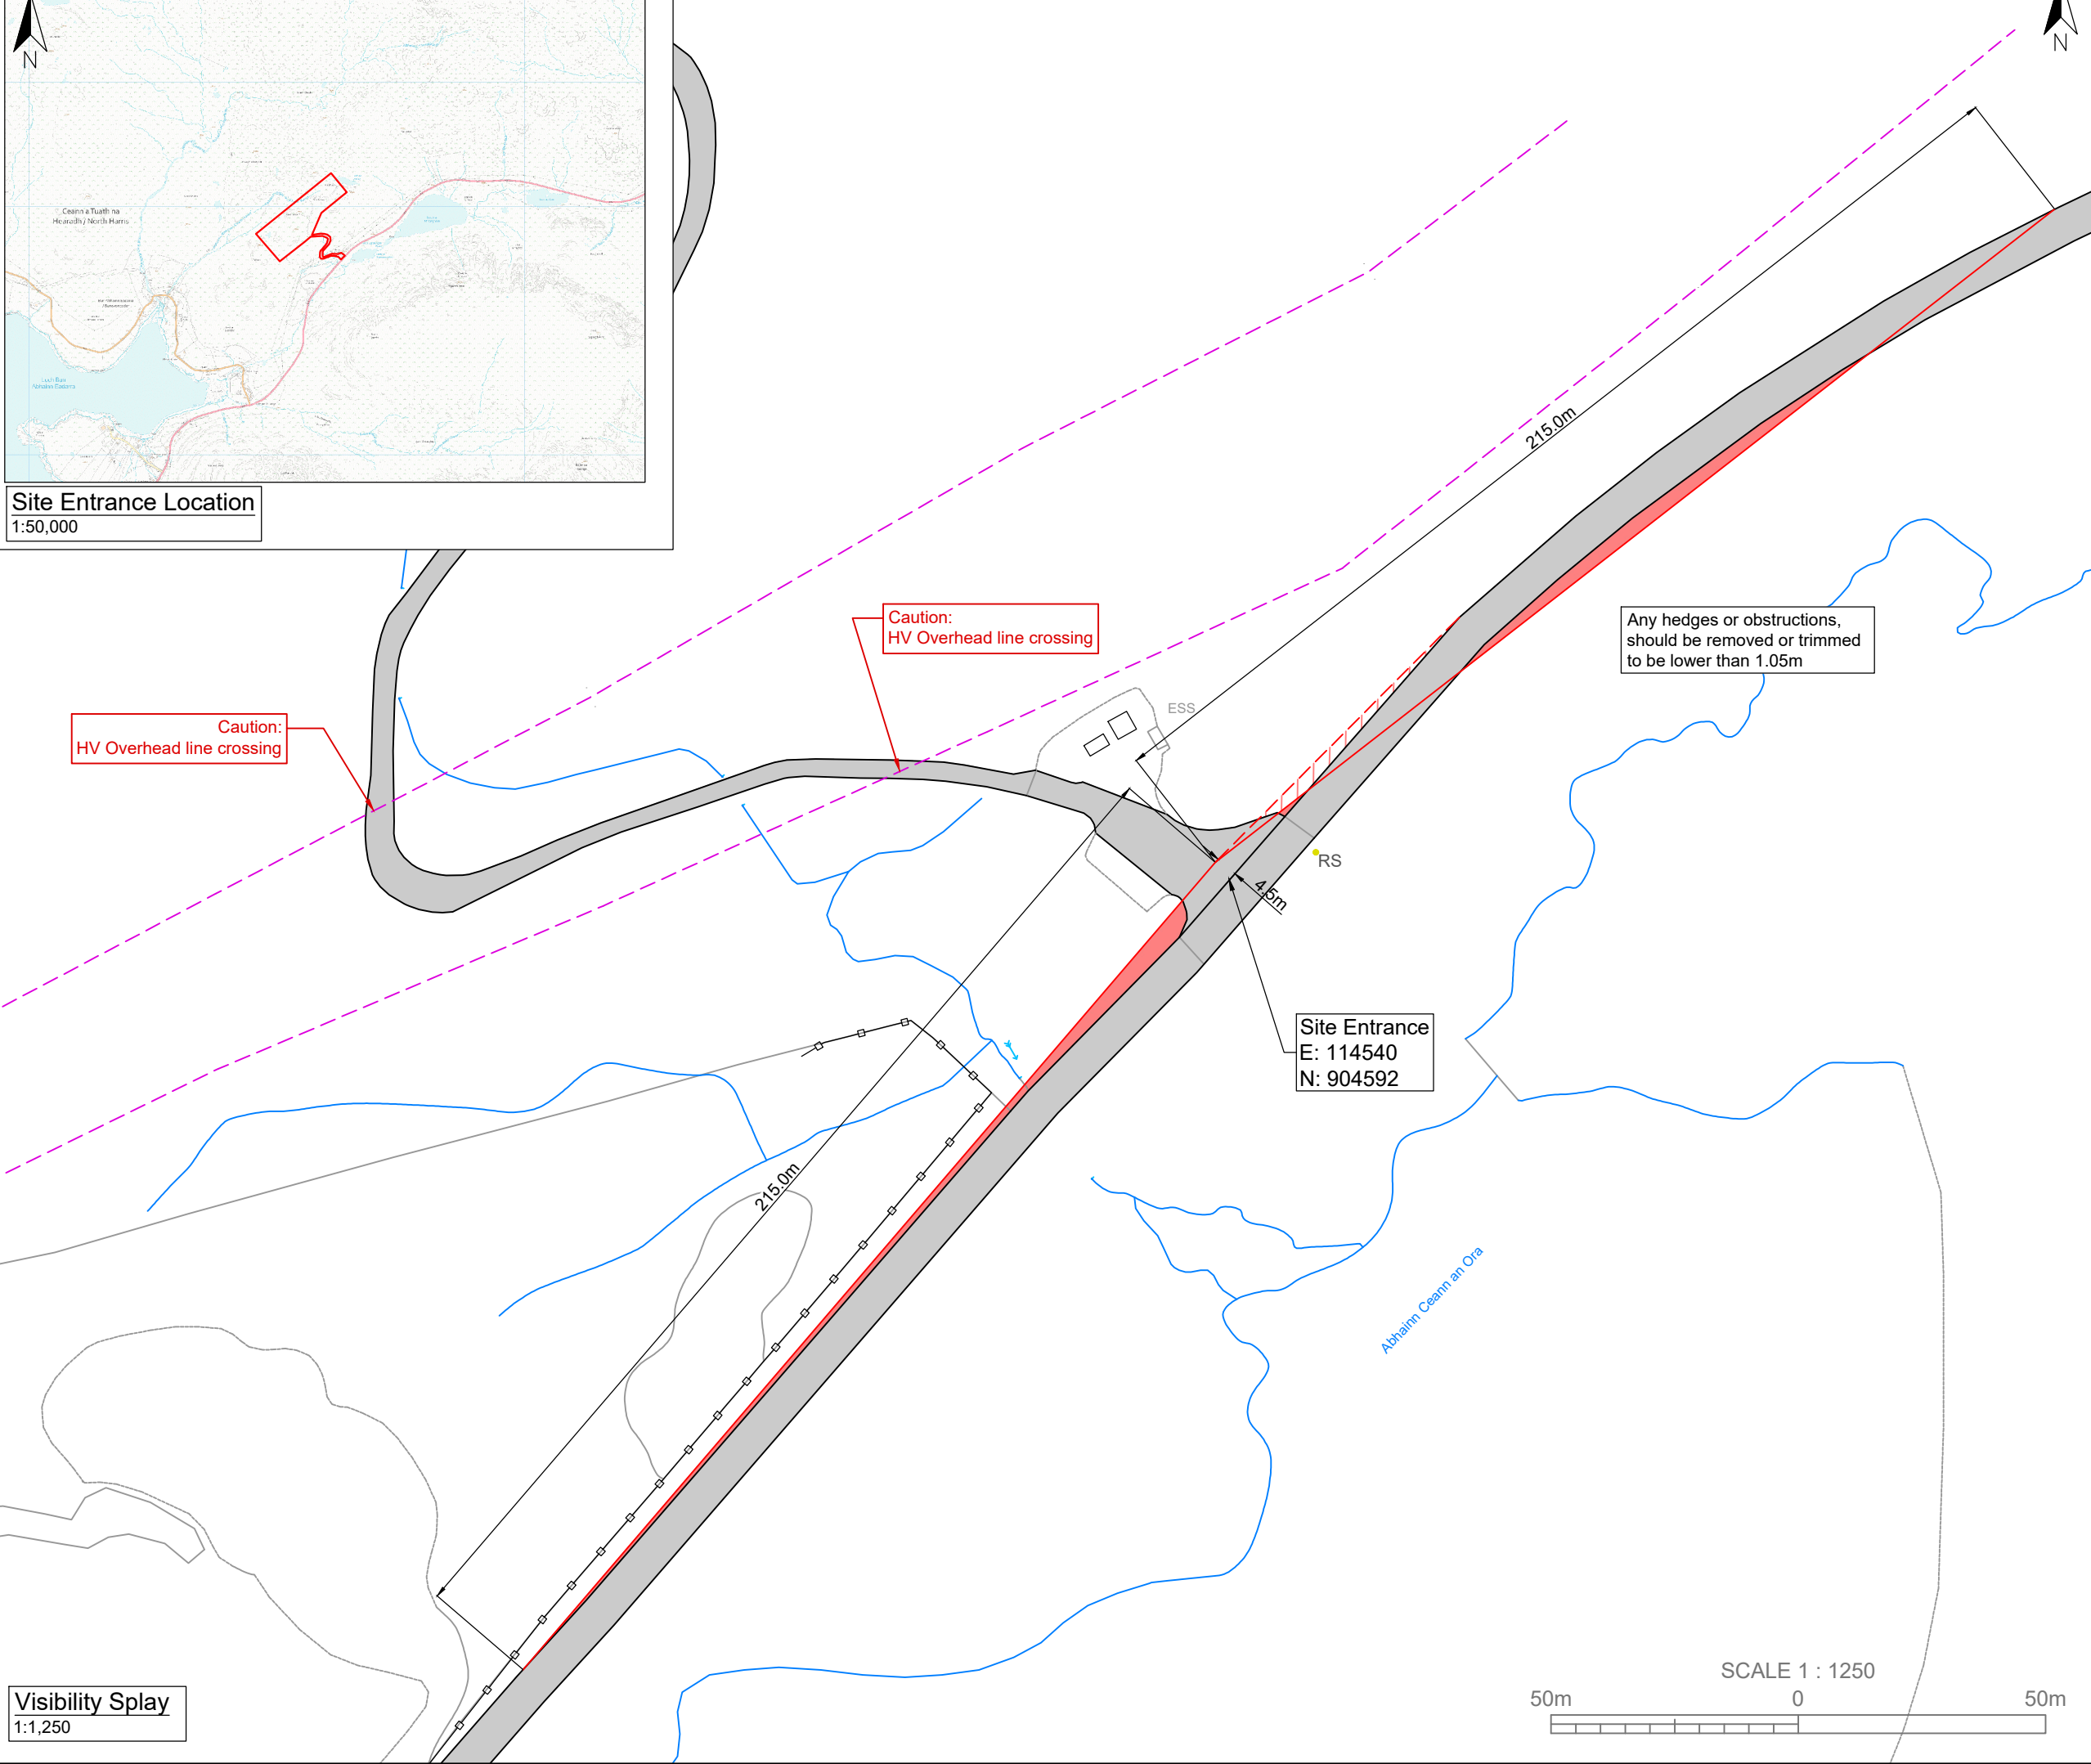 N
N
Ceann a Tuath na
Hearadh / North Harris
Site Entrance Location
1:50,000
215.0m
Caution:
HV Overhead line crossing
Any hedges or obstructions,
should be removed or trimmed
to be lower than 1.05m
ESS
Caution:
HV Overhead line crossing
RS
4.5m
Site Entrance
E: 114540
N: 904592
215.0m
Abhainn Ceann an Ora
SCALE 1 : 1250
50m 0 50m
Visibility Splay
1:1,250